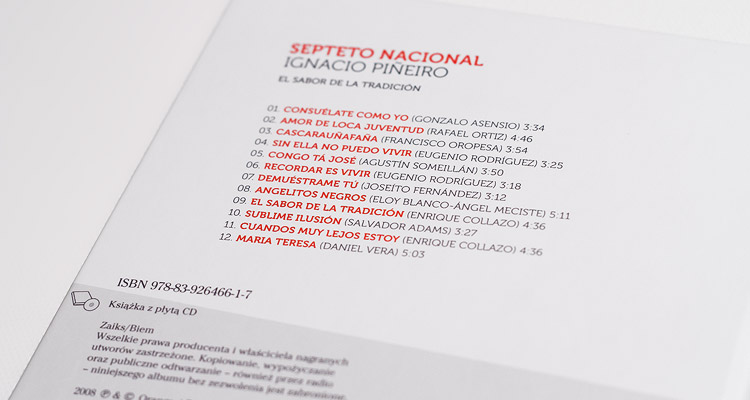 SEPTETO NACIONAL
IGNACIO PIÑEIRO
EL SABOR DE LA TRADICIÓN
01. CONSUÉLATE COMO YO (GONZALO ASENSIO) 3:34
02. AMOR DE LOCA JUVENTUD (RAFAEL ORTIZ) 4:46
03. CASCARAUÑAFAÑA (FRANCISCO OROPESA) 3:54
04. SIN ELLA NO PUEDO VIVIR (EUGENIO RODRÍGUEZ) 3:25
05. CONGO TÁ JOSÉ (AGUSTÍN SOMEILLÁN) 3:50
06. RECORDAR ES VIVIR (EUGENIO RODRÍGUEZ) 3:18
07. DEMUÉSTRAME TÚ (JOSEÍTO FERNÁNDEZ) 3:12
08. ANGELITOS NEGROS (ELOY BLANCO-ÁNGEL MECISTE) 5:11
09. EL SABOR DE LA TRADICIÓN (ENRIQUE COLLAZO) 4:36
10. SUBLIME ILUSIÓN (SALVADOR ADAMS) 3:27
11. CUANDOS MUY LEJOS ESTOY (ENRIQUE COLLAZO) 4:36
12. MARIA TERESA (DANIEL VERA) 5:03
ISBN 978-83-926466-1-7
Książka z płytą CD
Zaiks/Biem
Wszelkie prawa producenta i właściciela nagranych
utworów zastrzeżone. Kopiowanie, wypożyczanie
oraz publiczne odtwarzanie – również przez radio
– niniejszego albumu bez zezwolenia jest zabronione.
2008 ℗ & ©